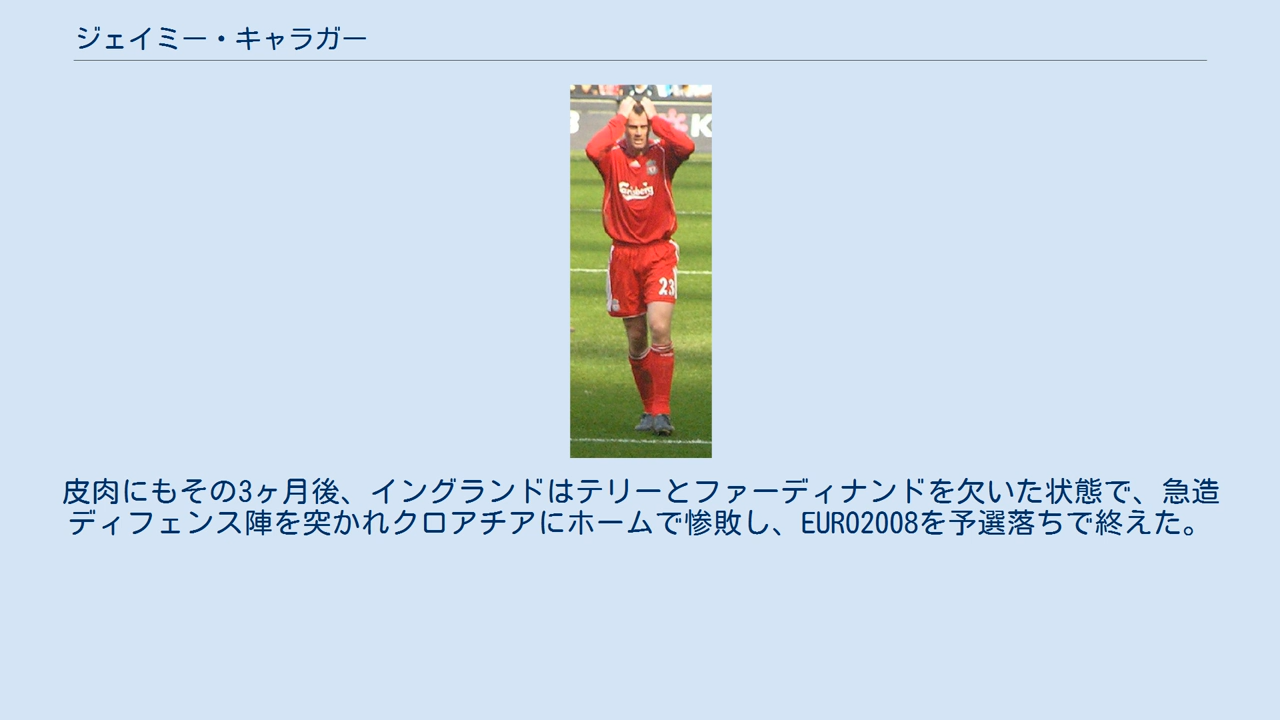 ジェイミー・キャラガー
K
Carlsberg
23
皮肉にもその3ヶ月後、イングランドはテリーとファーディナンドを欠いた状態で、急造
ディフェンス陣を突かれクロアチアにホームで惨敗し、EURO2008を予選落ちで終えた。